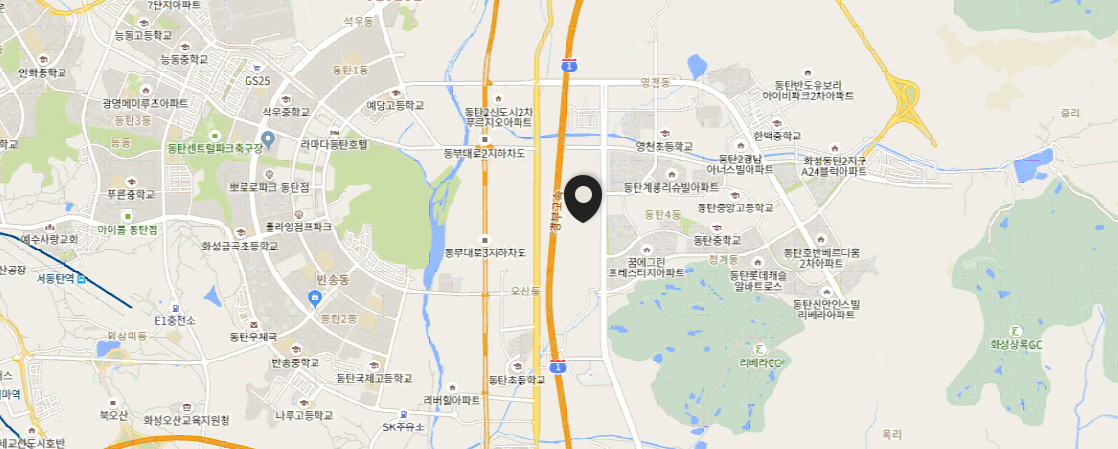 7단지아파트
석우동
능동고등학교
능동중학교
안화중학교
GS25
동탄1동
영천동
동탄반도유보라
아이비파크2차아파트
광명메이루즈아파트
석우중학교
예당고등학교
동탄2신도시2차
푸르지오아파트
중리
동탄3동
능동
한백중학교
학교
동탄센트럴파크축구장
라마다동탄호텔
동부대로2지하차도
영천초등학교
동탄2경남
아너스빌아파트
화성동탄2지구
A24블럭아파트
푸른중학교
뽀로로파크 동탄점
동탄계룡리슈빌아파트
동탄중앙고등학교
경부고속
아이폴 동탄점
플라잉점프파크
동탄4동
예수사랑교회
화성금곡초등학교
동탄중학교
동부대로3지하차도
꿈에그린
프레스티지아파트
청계동
동탄호반베르디움
2차아파트
서동탄역
반송동
동탄롯데캐슬
알바트로스
오산동
동탄신안인스빌
리베라아파트
E1충전소
동탄2동
외삼미동
동탄우체국
화성상록GC
반송중학교
리베라CC
동탄국제고등학교
동탄초등학교
리버힐아파트
북오산
화성오산교육지원청
나루고등학교
SK주유소
목리
1
1